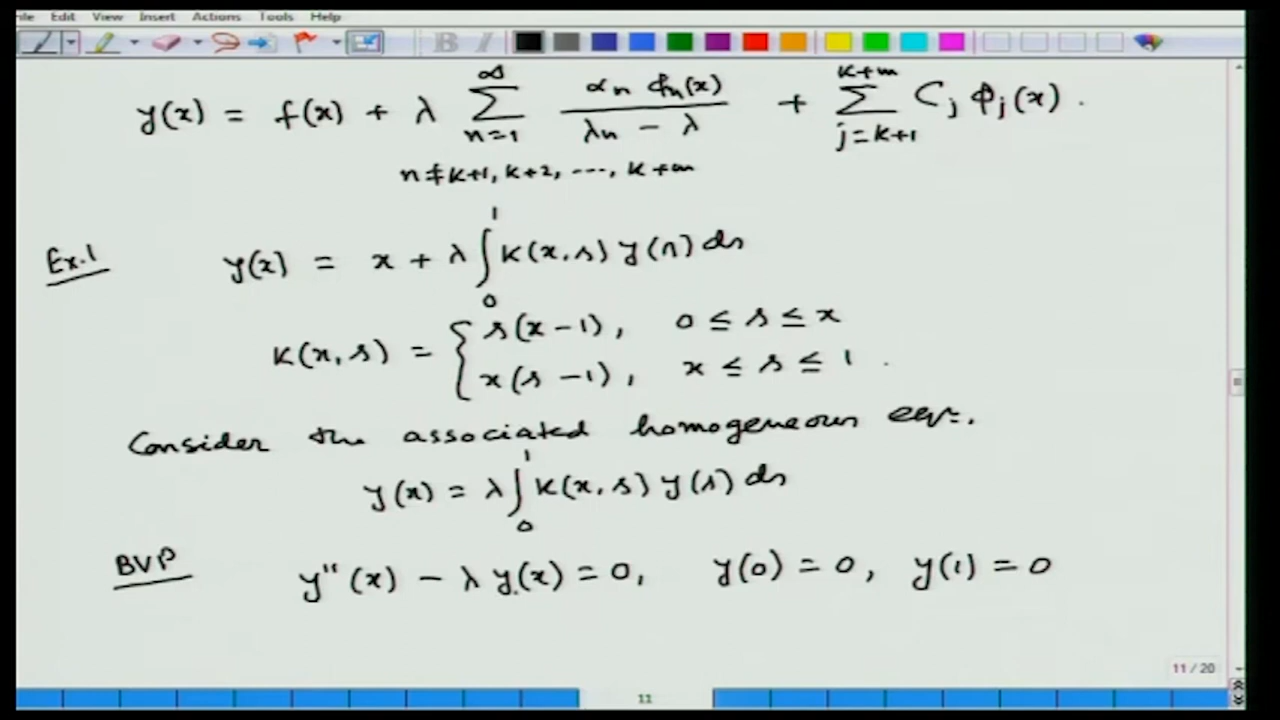 File Edit View Insert Actions Tools Help
B I
y(x) = f(x) + λ ∑_{n=1}^{∞} αn ϕn(x) / (λn − λ) + ∑_{j=k+1}^{k+m} Cj ϕj(x) .
n ≠ k+1, k+2, ..., k+m
Ex.1 y(x) = x + λ ∫_0^1 K(x,s) y(s) ds
K(x,s) = { s(x−1), 0 ≤ s ≤ x
x(s−1), x ≤ s ≤ 1 .
Consider the associated homogeneous eqn.
y(x) = λ ∫_0^1 K(x,s) y(s) ds
BVP y''(x) − λ y(x) = 0, y(0) = 0, y(1) = 0
11 / 20
11